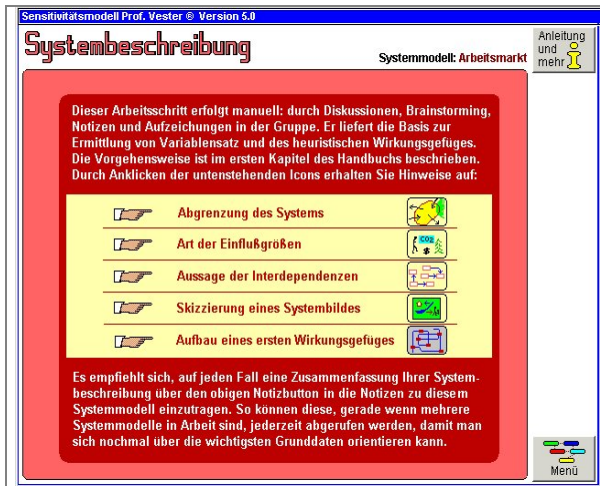 Sensitivitätsmodell Prof. Vester ® Version 5.0
Systembeschreibung
Systemmodell: Arbeitsmarkt
Anleitung
und
mehr
Dieser Arbeitsschritt erfolgt manuell: durch Diskussionen, Brainstorming,
Notizen und Aufzeichungen in der Gruppe. Er liefert die Basis zur
Ermittlung von Variablensatz und des heuristischen Wirkungsgefüges.
Die Vorgehensweise ist im ersten Kapitel des Handbuchs beschrieben.
Durch Anklicken der untenstehenden Icons erhalten Sie Hinweise auf:
Abgrenzung des Systems
Art der Einflußgrößen
CO2
Aussage der Interdependenzen
Skizzierung eines Systembildes
Aufbau eines ersten Wirkungsgefüges
Es empfiehlt sich, auf jeden Fall eine Zusammenfassung Ihrer System-
beschreibung über den obigen Notizbutton in die Notizen zu diesem
Systemmodell einzutragen. So können diese, gerade wenn mehrere
Systemmodelle in Arbeit sind, jederzeit abgerufen werden, damit man
sich nochmal über die wichtigsten Grunddaten orientieren kann.
Menü